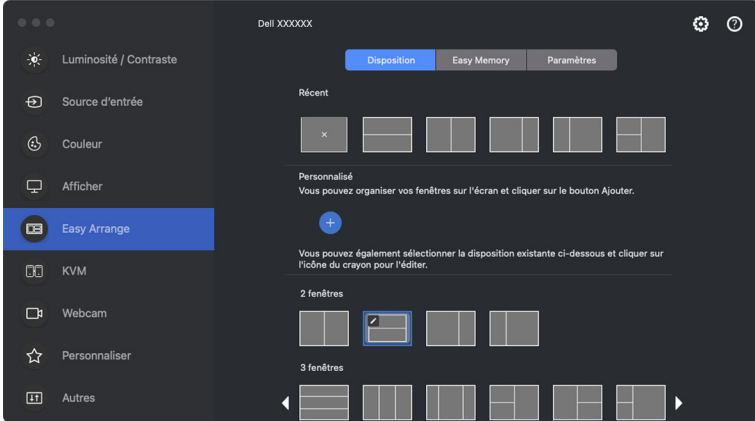 Dell XXXXXX
Luminosité / Contraste
Source d'entrée
Couleur
Afficher
Easy Arrange
KVM
Webcam
Personnaliser
Autres
Disposition
Easy Memory
Paramètres
Récent
Personnalisé
Vous pouvez organiser vos fenêtres sur l'écran et cliquer sur le bouton Ajouter.
Vous pouvez également sélectionner la disposition existante ci-dessous et cliquer sur
l'icône du crayon pour l'éditer.
2 fenêtres
3 fenêtres